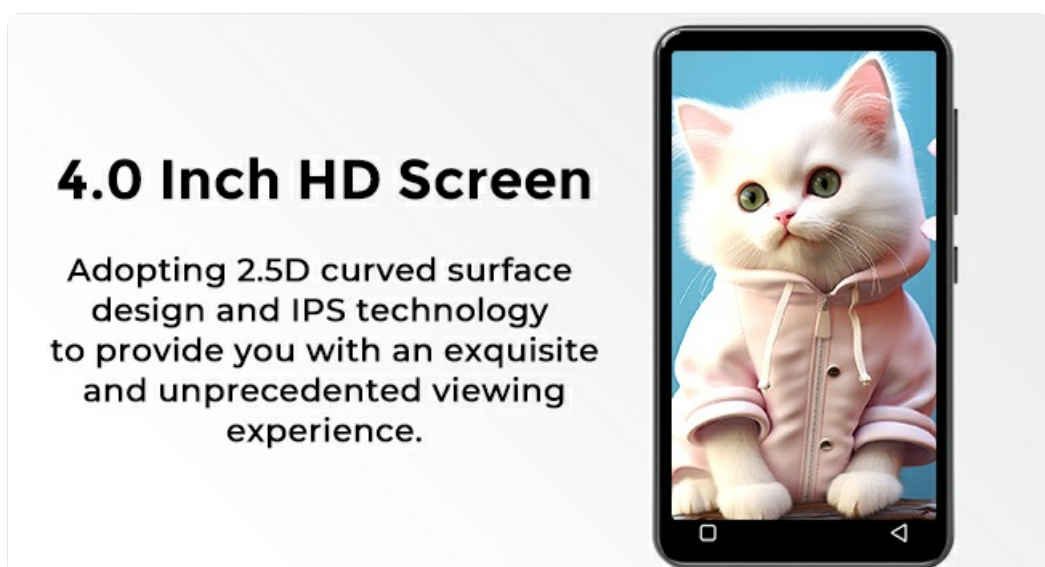 4.0 Inch HD Screen
Adopting 2.5D curved surface
design and IPS technology
to provide you with an exquisite
and unprecedented viewing
experience.